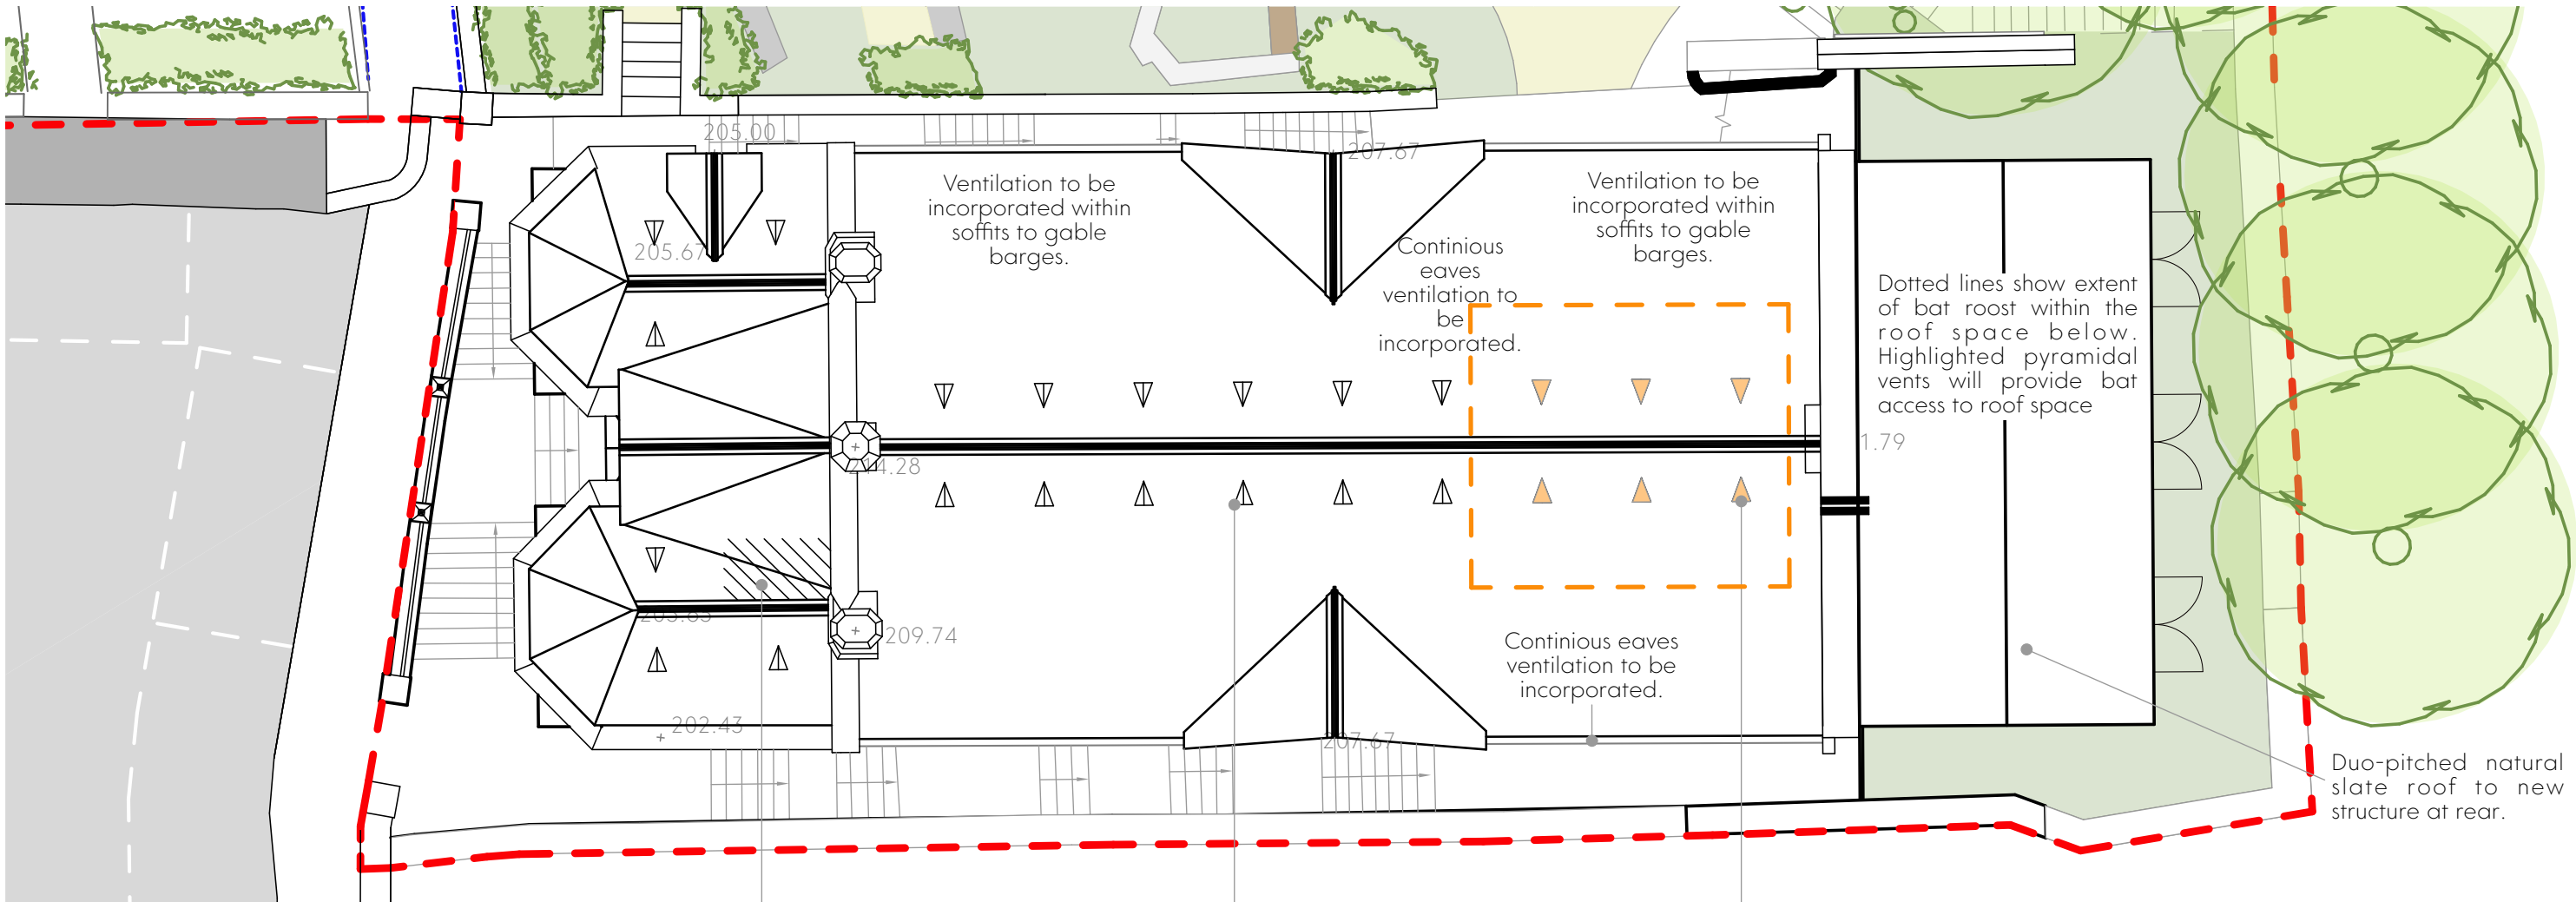 205.00
207.67
Ventilation to be
incorporated within
soffits to gable
barges.
Ventilation to be
incorporated within
soffits to gable
barges.
205.67
Continious
eaves
ventilation to
be
incorporated.
Dotted lines show extent
of bat roost within the
roof space below.
Highlighted pyramidal
vents will provide bat
access to roof space
1.79
214.28
209.74
Continious eaves
ventilation to be
incorporated.
202.43
207.67
Duo-pitched natural
slate roof to new
structure at rear.